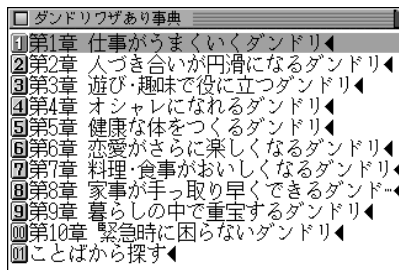 ダンドリワザあり事典
1第1章 仕事がうまくいくダンドリ◀
2第2章 人づき合いが円滑になるダンドリ◀
3第3章 遊び・趣味で役に立つダンドリ◀
4第4章 オシャレになれるダンドリ◀
5第5章 健康な体をつくるダンドリ◀
6第6章 恋愛がさらに楽しくなるダンドリ◀
7第7章 料理・食事がおいしくなるダンドリ◀
8第8章 家事が手っ取り早くできるダンド…◀
9第9章 暮らしの中で重宝するダンドリ◀
00第10章 緊急時に困らないダンドリ◀
01ことばから探す◀